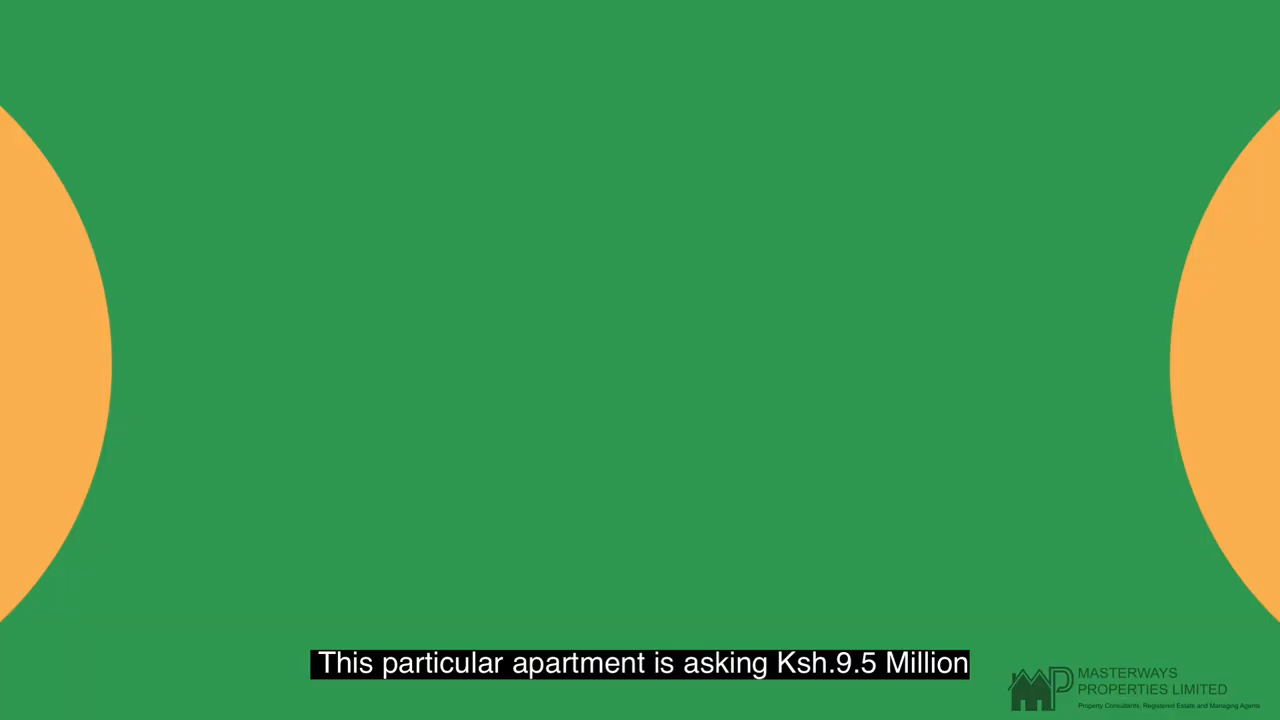 This particular apartment is asking Ksh.9.5 Million
MASTERWAYS
PROPERTIES LIMITED
Property Consultants, Registered Estate and Managing Agents